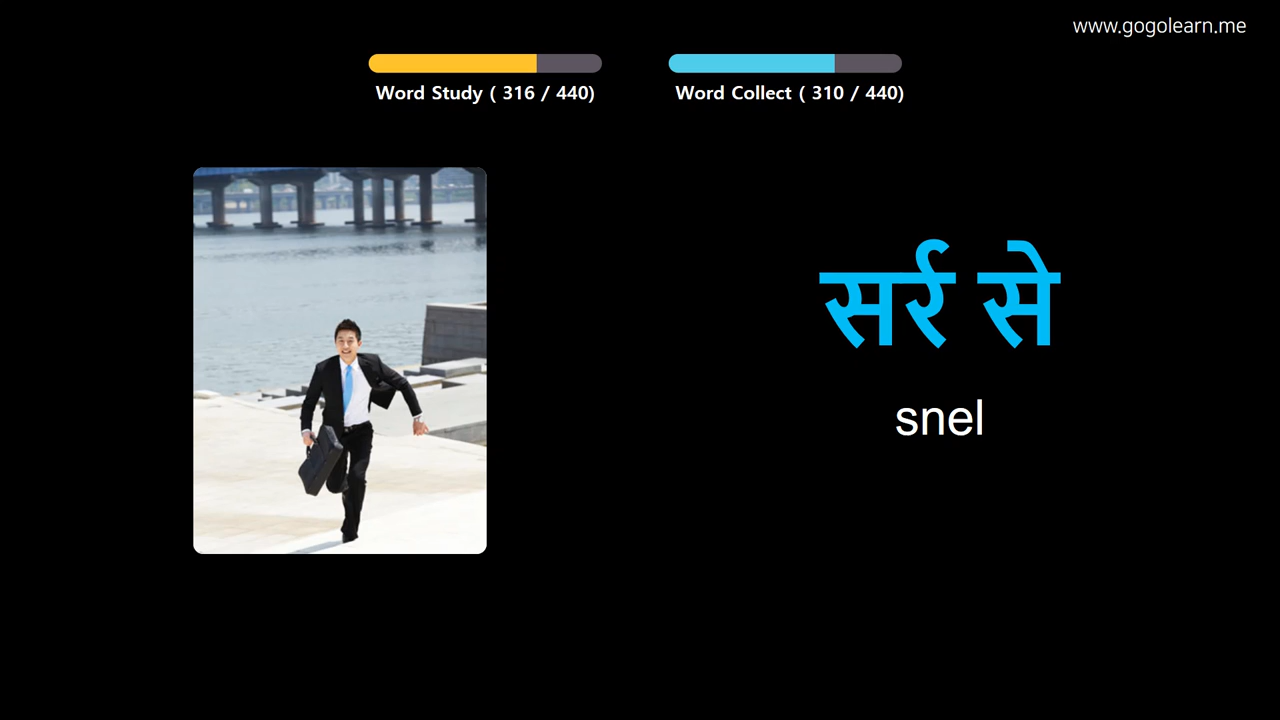 www.gogolearn.me
Word Study ( 316 / 440)
Word Collect ( 310 / 440)
सर्र से
snel